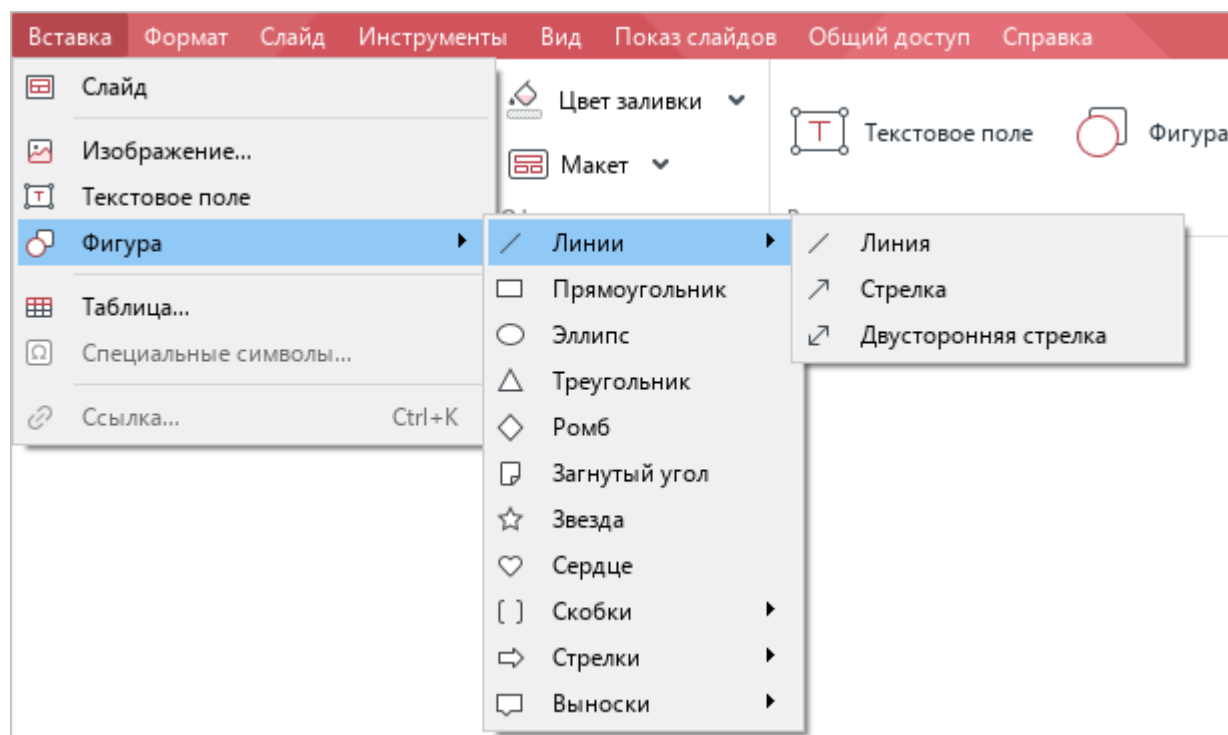 Вставка Формат Слайд Инструменты Вид Показ слайдов Общий доступ Справка
Слайд
Изображение...
Текстовое поле
Фигура
Таблица...
Специальные символы...
Ссылка... Ctrl+K
Цвет заливки
Макет
Текстовое поле
Фигура
Линии
Прямоугольник
Эллипс
Треугольник
Ромб
Загнутый угол
Звезда
Сердце
Скобки
Стрелки
Выноски
Линия
Стрелка
Двусторонняя стрелка